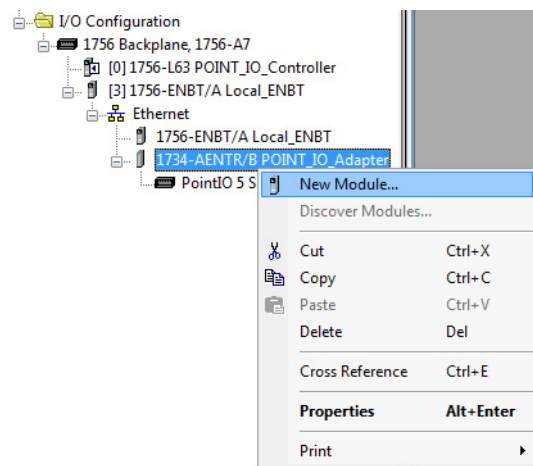 I/O Configuration
1756 Backplane, 1756-A7
[0] 1756-L63 POINT_IO_Controller
[3] 1756-ENBT/A Local_ENBT
Ethernet
1756-ENBT/A Local_ENBT
1734-AENTR/B POINT_IO_Adapter
PointIO 5 S
New Module...
Discover Modules...
Cut Ctrl+X
Copy Ctrl+C
Paste Ctrl+V
Delete Del
Cross Reference Ctrl+E
Properties Alt+Enter
Print